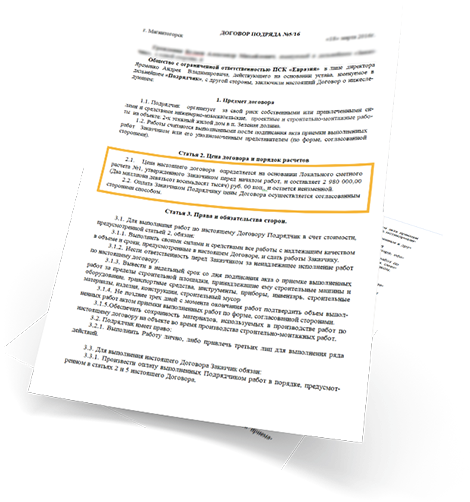 г. Магнитогорск ДОГОВОР ПОДРЯДА №5/16
Общество с ограниченной ответственностью ПСК «Евразия» в лице директора
Яременко Андрея Владимировича, действующего на основании устава, именуемое в
дальнейшем «Подрядчик», с другой стороны, заключили настоящий Договор о нижесле-
дующем:
1. Предмет договора
1.1. Подрядчик организует за свой риск собственными или привлеченными си-
лами и средствами инженерно-изыскательские, проектные и строительно-монтажные рабо-
ты на объекте: 2-х этажный жилой дом в п. Зеленая долина.
1.2. Работы считаются выполненными после подписания акта приемки выполненных
работ Заказчиком или его уполномоченным представителем (по форме, согласованной
сторонами).
Статья 2. Цена договора и порядок расчетов
2.1. Цена настоящего договора определяется на основании Локального сметного
расчета №1, утвержденного Заказчиком перед началом работ, и составляет 2 980 000,00
(Два миллиона девятьсот восемьдесят тысяч) руб. 00 коп., и остается неизменной.
2.2. Оплата Заказчиком Подрядчику цены Договора осуществляется согласованным
сторонами способом.
Статья 3. Права и обязательства сторон.
3.1. Для выполнения работ по настоящему Договору Подрядчик в счет стоимости,
предусмотренной статьей 2, обязан:
3.1.1. Выполнить своими силами и средствами все работы с надлежащим качеством
в объеме и сроки, предусмотренные в настоящем Договоре, и сдать работы Заказчику.
3.1.2. Нести ответственность перед Заказчиком за ненадлежащее исполнение работ
по настоящему договору.
3.1.3. Вывезти в недельный срок со дня подписания акта о приемке выполненных
работ за пределы строительной площадки, принадлежащие ему строительные машины и
оборудование, транспортные средства, инструменты, приборы, инвентарь, строительные
материалы, изделия, конструкции, строительный мусор
3.1.4. Не позднее трех дней с момента окончания работ подтвердить объем выпол-
ненных работ актом приемки выполненных работ по форме, согласованной сторонами.
3.1.5.Обеспечить сохранность материалов, используемых в производстве работ по
настоящему договору на объекте во время производства строительно-монтажных работ.
3.2. Подрядчик имеет право:
3.2.1. Выполнить Работу лично, либо привлечь третьих лиц для выполнения ряда
действий.
3.3. Для выполнения настоящего Договора Заказчик обязан:
3.3.1. Произвести оплату выполненных Подрядчиком работ в порядке, предусмот-
ренном в статьях 2 и 5 настоящего Договора.